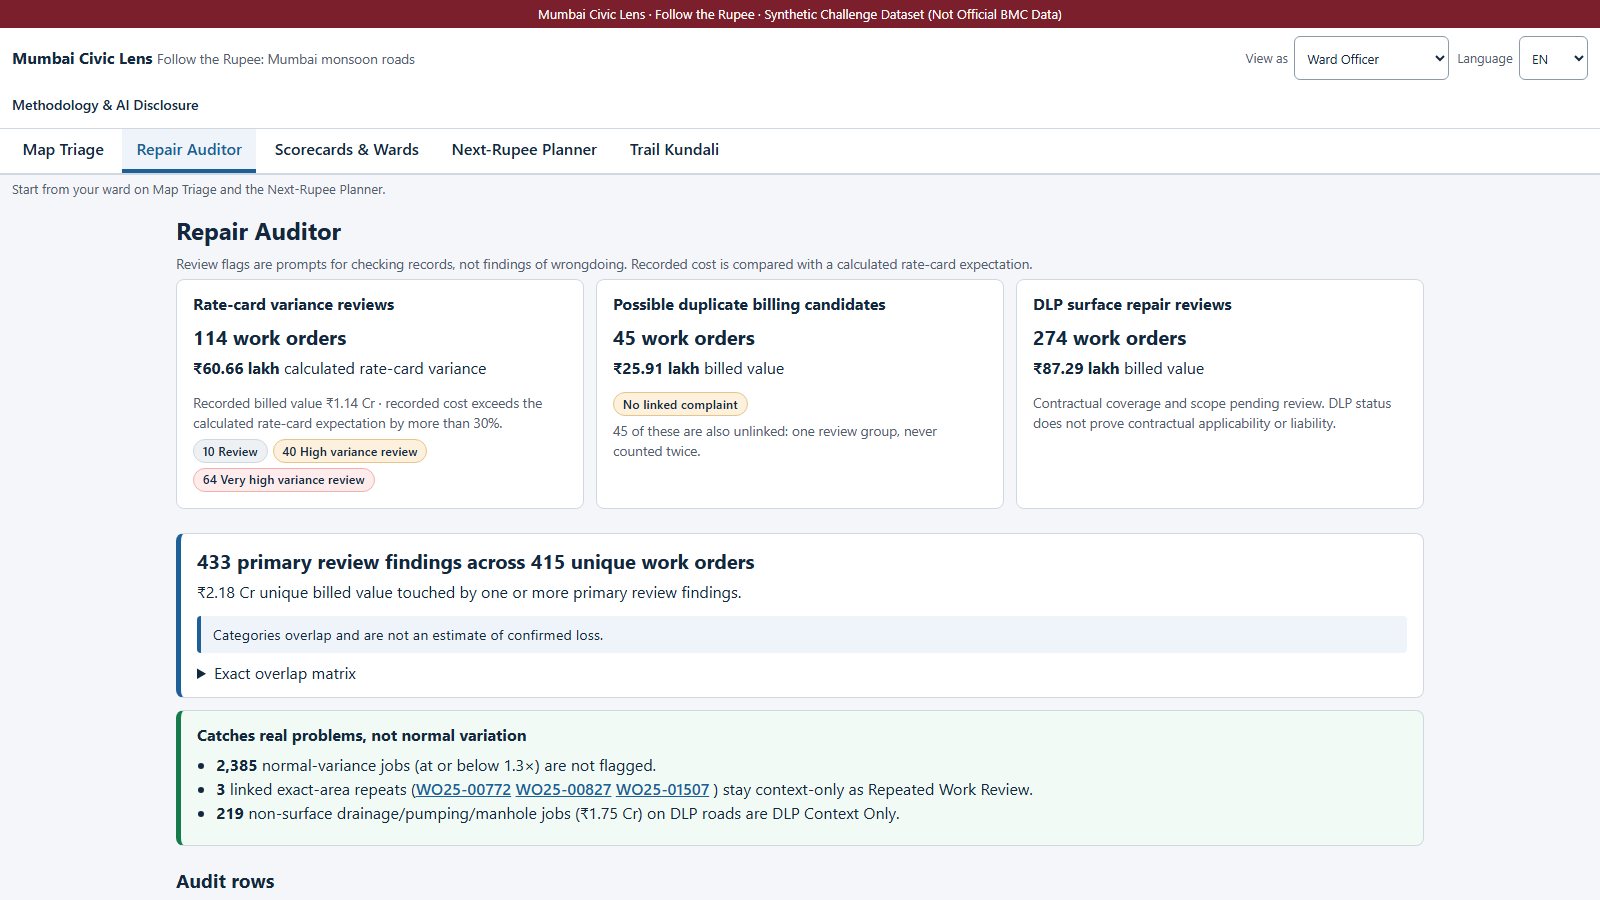 Mumbai Civic Lens · Follow the Rupee · Synthetic Challenge Dataset (Not Official BMC Data)
Mumbai Civic Lens Follow the Rupee: Mumbai monsoon roads
View as Ward Officer Language EN
Methodology & AI Disclosure
Map Triage Repair Auditor Scorecards & Wards Next-Rupee Planner Trail Kundali
Start from your ward on Map Triage and the Next-Rupee Planner.
Repair Auditor
Review flags are prompts for checking records, not findings of wrongdoing. Recorded cost is compared with a calculated rate-card expectation.
Rate-card variance reviews
114 work orders
₹60.66 lakh calculated rate-card variance
Recorded billed value ₹1.14 Cr · recorded cost exceeds the
calculated rate-card expectation by more than 30%.
10 Review 40 High variance review
64 Very high variance review
Possible duplicate billing candidates
45 work orders
₹25.91 lakh billed value
No linked complaint
45 of these are also unlinked: one review group, never
counted twice.
DLP surface repair reviews
274 work orders
₹87.29 lakh billed value
Contractual coverage and scope pending review. DLP status
does not prove contractual applicability or liability.
433 primary review findings across 415 unique work orders
₹2.18 Cr unique billed value touched by one or more primary review findings.
Categories overlap and are not an estimate of confirmed loss.
Exact overlap matrix
Catches real problems, not normal variation
2,385 normal-variance jobs (at or below 1.3×) are not flagged.
3 linked exact-area repeats (WO25-00772 WO25-00827 WO25-01507 ) stay context-only as Repeated Work Review.
219 non-surface drainage/pumping/manhole jobs (₹1.75 Cr) on DLP roads are DLP Context Only.
Audit rows